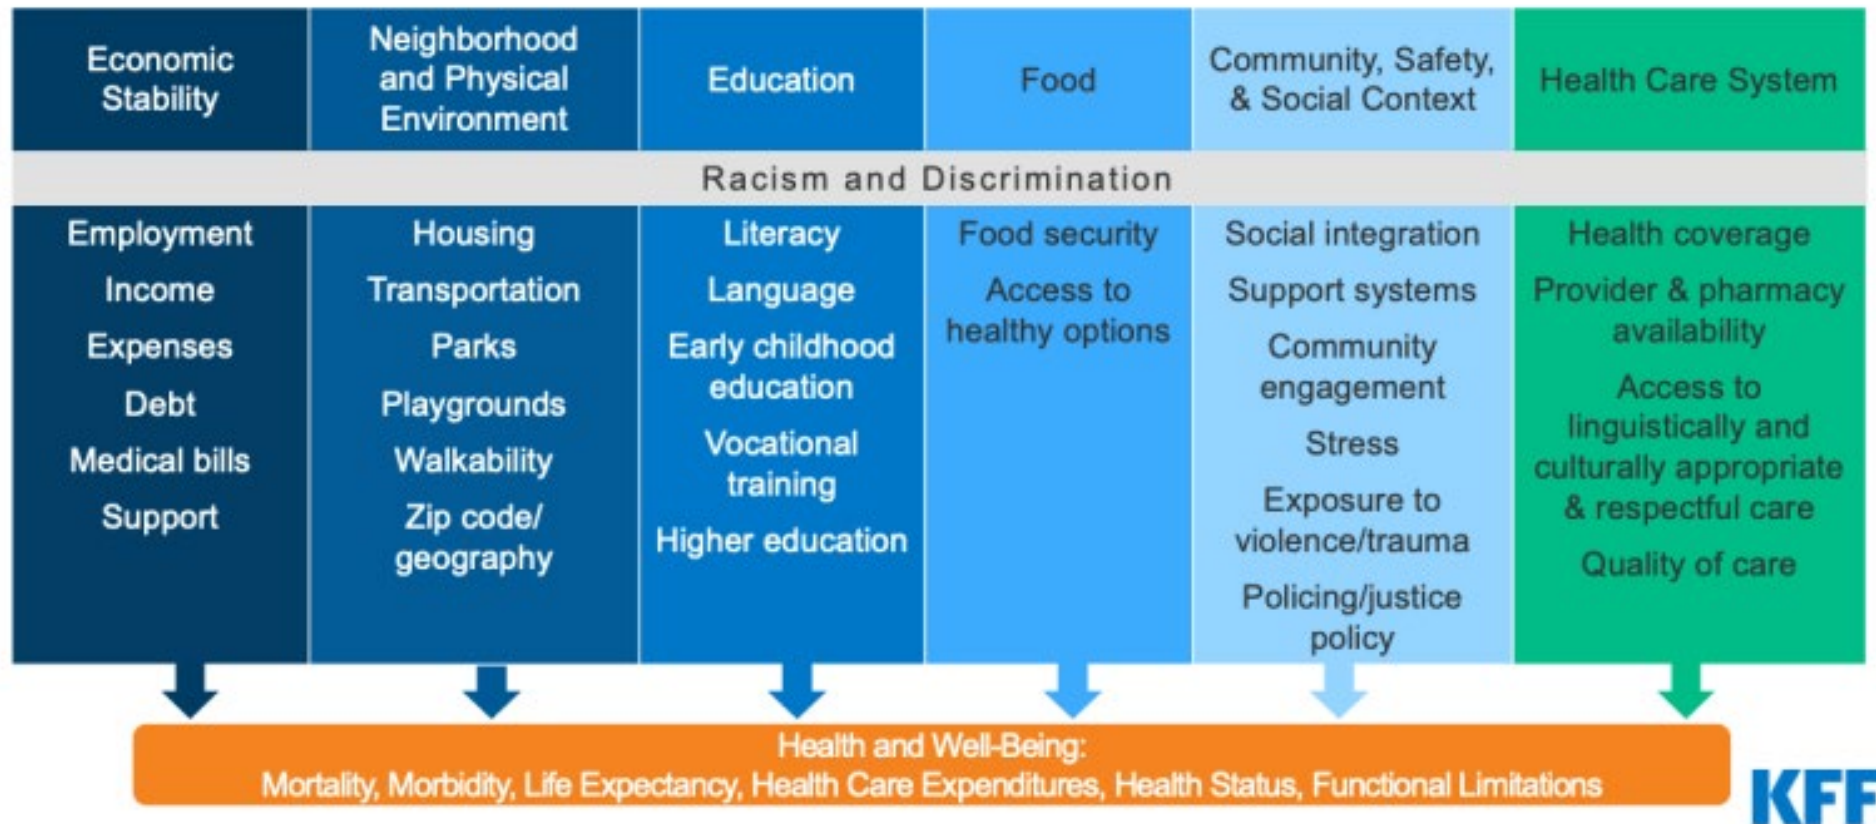 Economic
Stability
Neighborhood
and Physical
Environment
Education
Food
Community, Safety,
& Social Context
Health Care System
Racism and Discrimination
Employment
Income
Expenses
Debt
Medical bills
Support
Housing
Transportation
Parks
Playgrounds
Walkability
Zip code/
geography
Literacy
Language
Early childhood
education
Vocational
training
Higher education
Food security
Access to
healthy options
Social integration
Support systems
Community
engagement
Stress
Exposure to
violence/trauma
Policing/justice
policy
Health coverage
Provider & pharmacy
availability
Access to
linguistically and
culturally appropriate
& respectful care
Quality of care
Health and Well-Being:
Mortality, Morbidity, Life Expectancy, Health Care Expenditures, Health Status, Functional Limitations
KFF